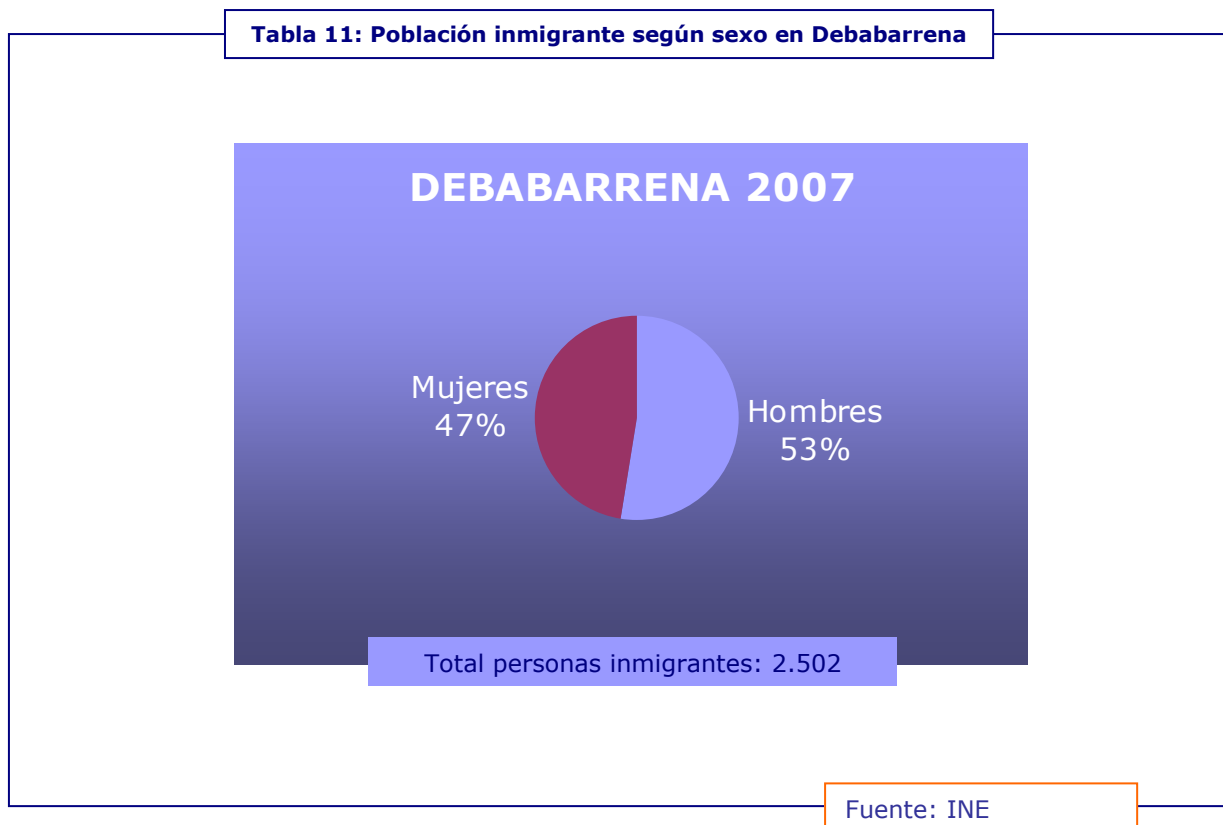 Tabla 11: Población inmigrante según sexo en Debabarrena
DEBABARRENA 2007
Mujeres
47%
Hombres
53%
Total personas inmigrantes: 2.502
Fuente: INE